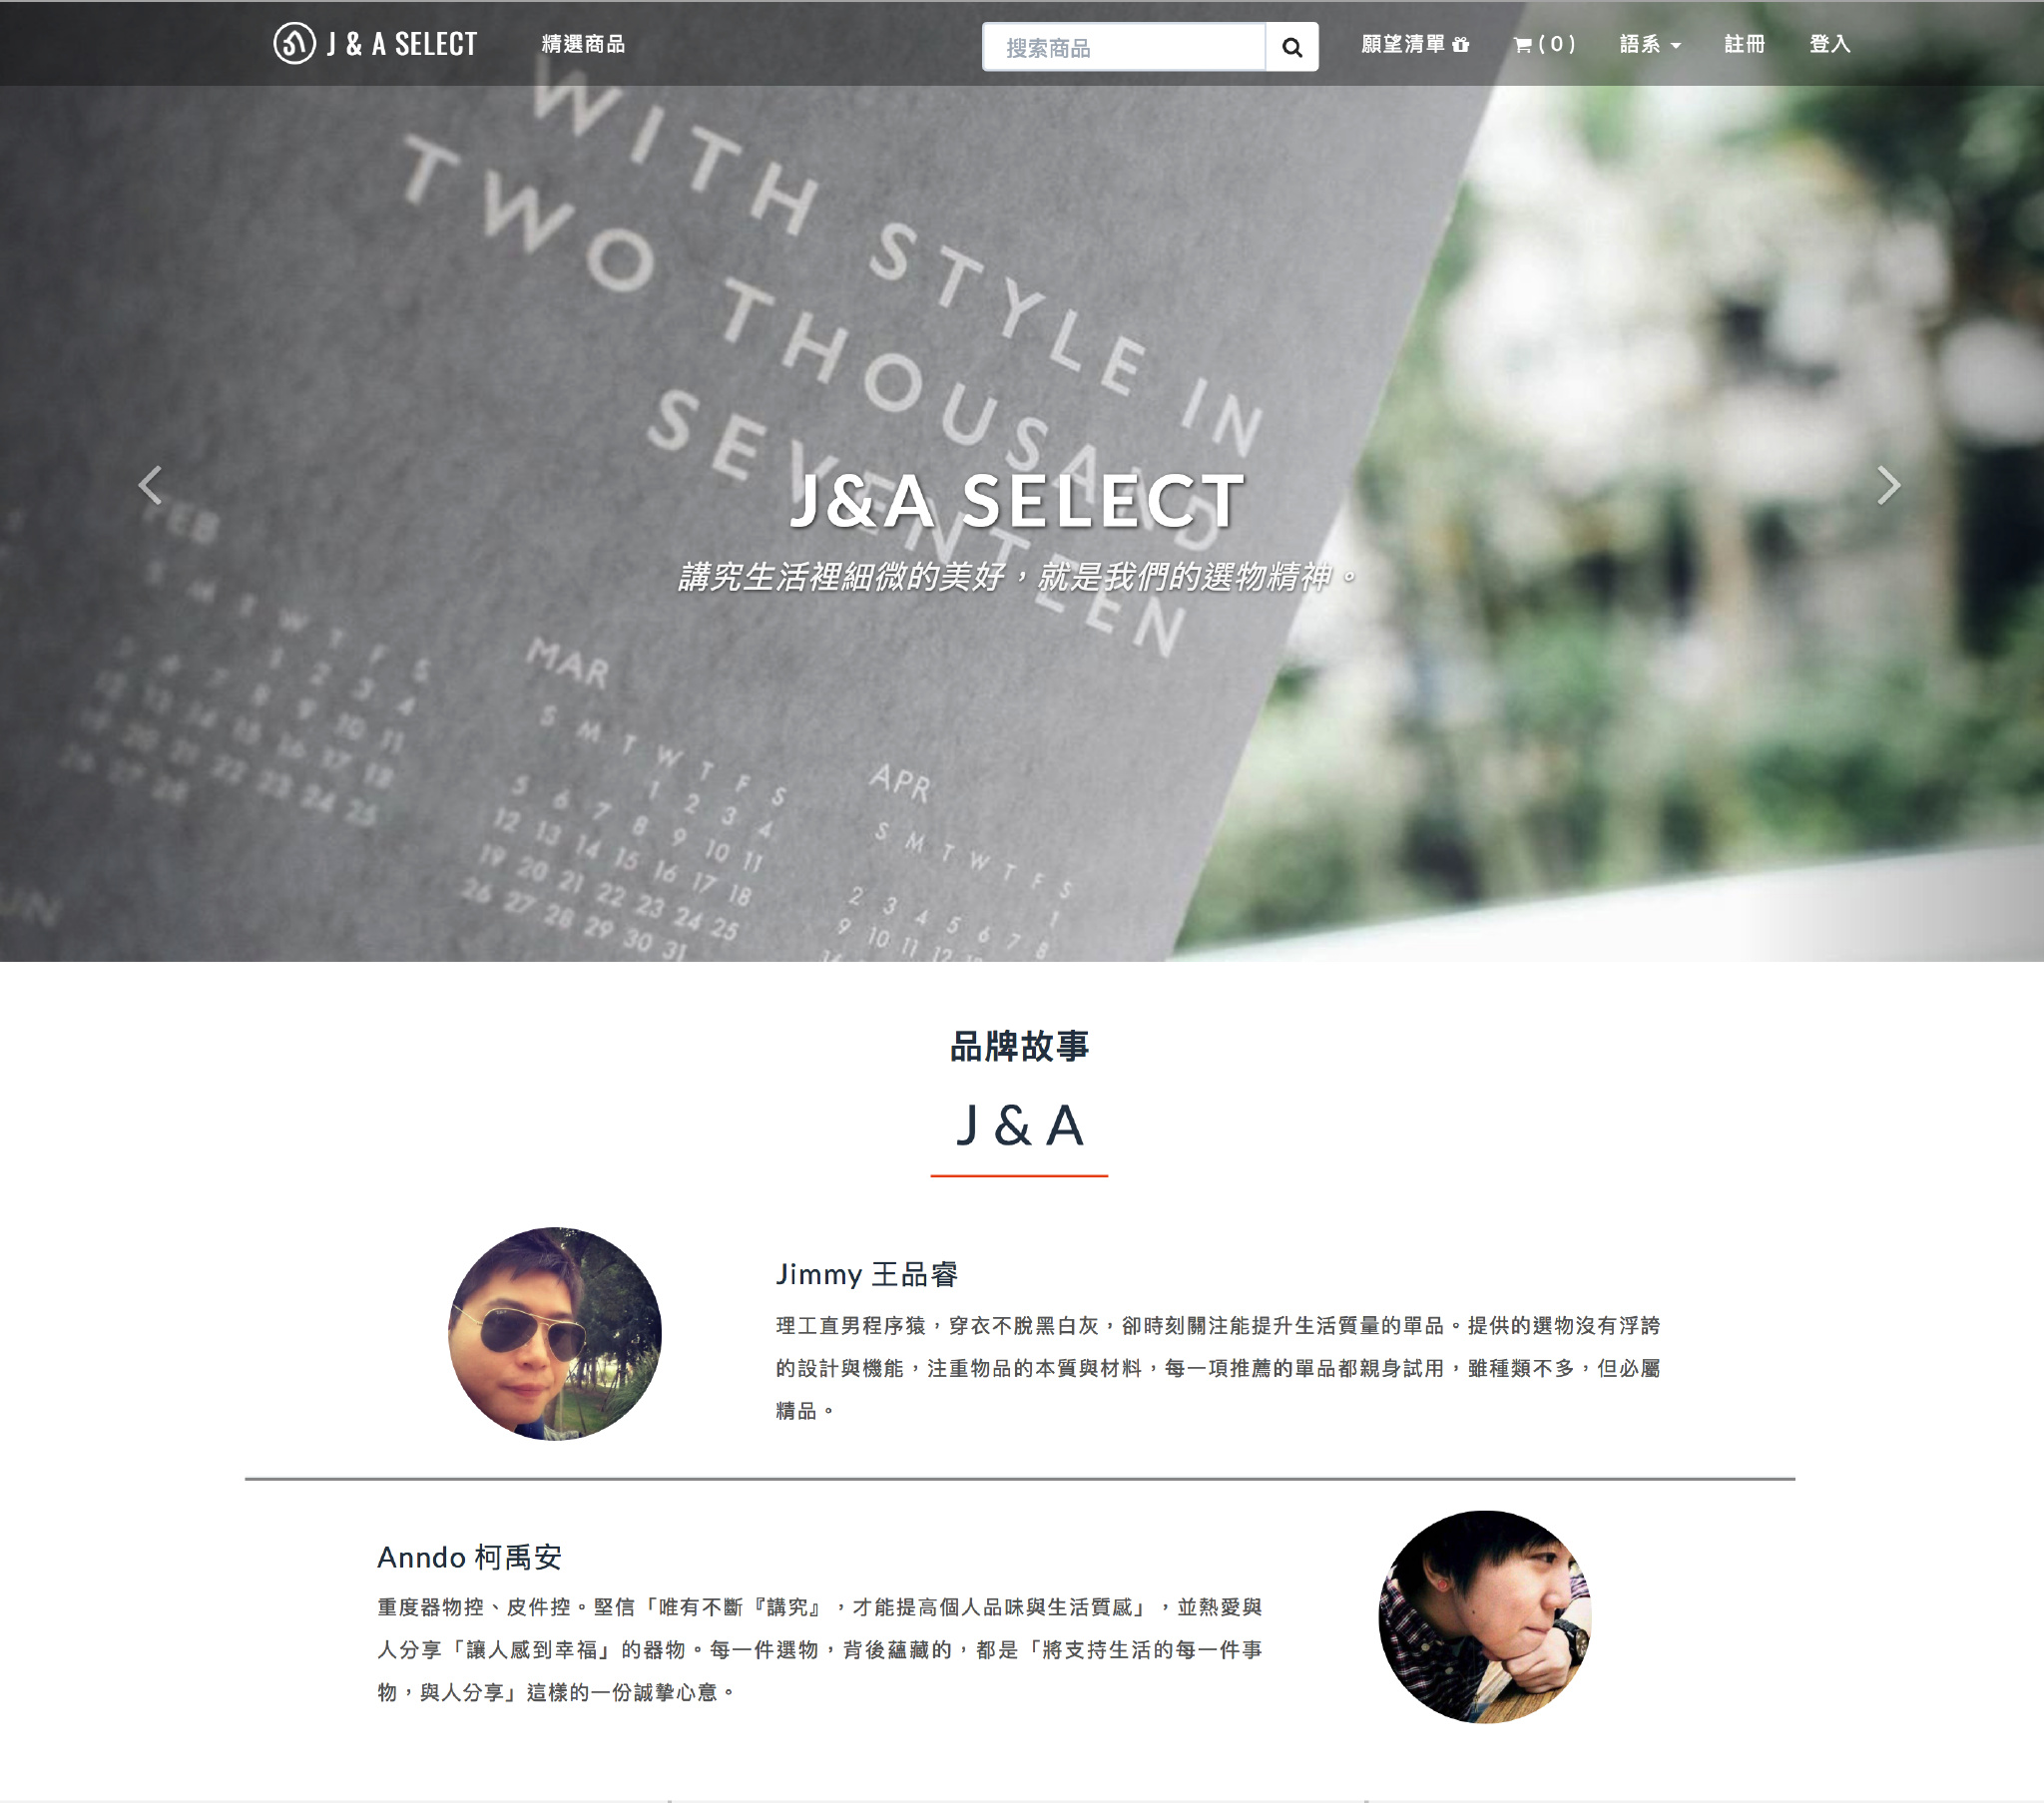 J & A SELECT
精選商品
搜索商品
願望清單
( 0 )
語系
註冊
登入
WITH STYLE IN
TWO THOUSAND
SEVENTEEN
J&A SELECT
講究生活裡細微的美好，就是我們的選物精神。
FEB
S M T W T F S
1 2 3 4
5 6 7 8 9 10 11
12 13 14 15 16 17 18
19 20 21 22 23 24 25
26 27 28
MAR
S M T W T F S
1 2 3 4
5 6 7 8 9 10 11
12 13 14 15 16 17 18
19 20 21 22 23 24 25
26 27 28 29 30 31
APR
S M T W T F S
1
2 3 4 5 6 7 8
9 10 11 12
品牌故事
J & A
Jimmy 王品睿
理工直男程序猿，穿衣不脫黑白灰，卻時刻關注能提升生活質量的單品。提供的選物沒有浮誇
的設計與機能，注重物品的本質與材料，每一項推薦的單品都親身試用，雖種類不多，但必屬
精品。
Anndo 柯禹安
重度器物控、皮件控。堅信「唯有不斷『講究』，才能提高個人品味與生活質感」，並熱愛與
人分享「讓人感到幸福」的器物。每一件選物，背後蘊藏的，都是「將支持生活的每一件事
物，與人分享」這樣的一份誠摯心意。